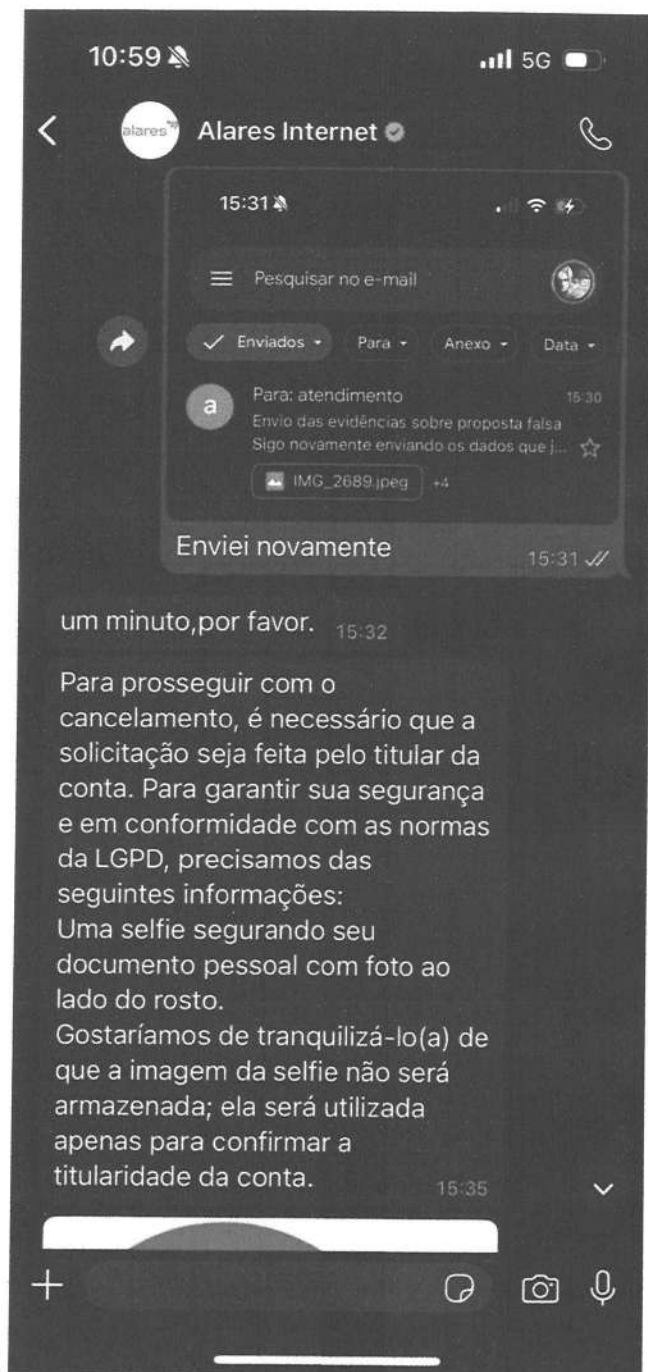 10:59
5G
alares
Alares Internet
15:31
Pesquisar no e-mail
Enviados
Para
Anexo
Data
a
Para: atendimento
15:30
Envio das evidências sobre proposta falsa
Sigo novamente enviando os dados que j...
IMG_2689.jpeg
+4
Enviei novamente
15:31
um minuto,por favor.
15:32
Para prosseguir com o
cancelamento, é necessário que a
solicitação seja feita pelo titular da
conta. Para garantir sua segurança
e em conformidade com as normas
da LGPD, precisamos das
seguintes informações:
Uma selfie segurando seu
documento pessoal com foto ao
lado do rosto.
Gostaríamos de tranquilizá-lo(a) de
que a imagem da selfie não será
armazenada; ela será utilizada
apenas para confirmar a
titularidade da conta.
15:35